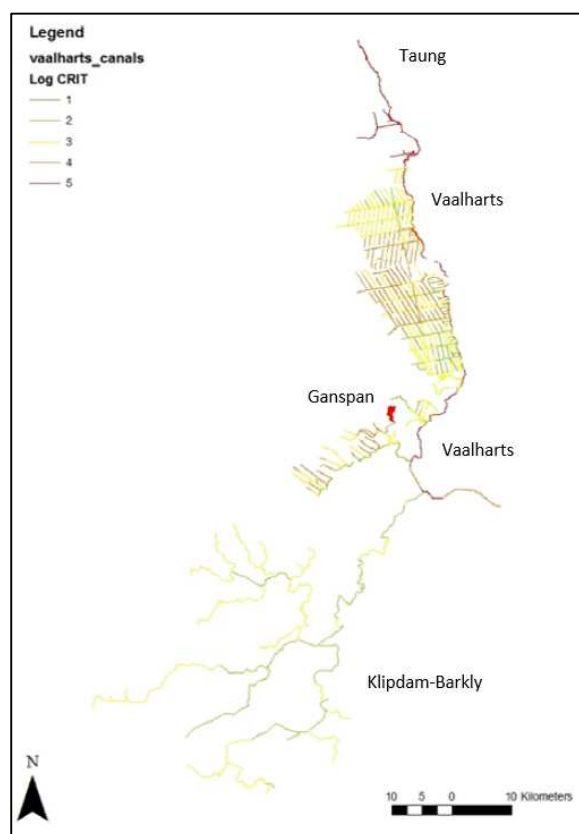 Legend
vaalharts_canals
Log CRIT
1
2
3
4
5
Taung
Vaalharts
Ganspan
Vaalharts
Klipdam-Barkly
N
10 5 0 10 Kilometers